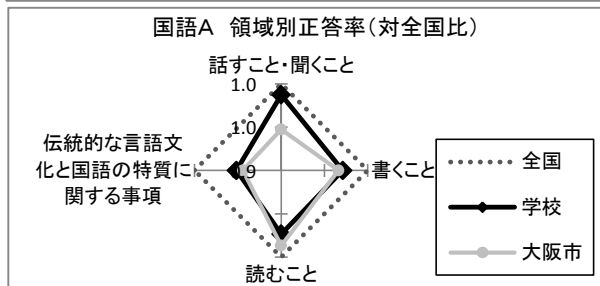 国語A 領域別正答率(対全国比)
話すこと・聞くこと
1.0
1.0
伝統的な言語文
化と国語の特質に
関する事項
書くこと
読むこと
全国
学校
大阪市